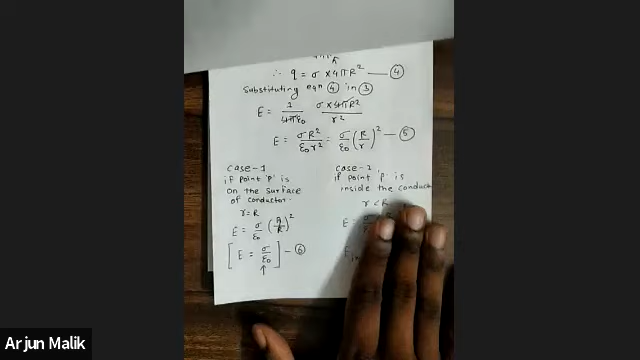 ∴ q = σ × 4πR² —— ④
Substituting eqn ④ in ③
E = 1/4πε₀ σ × 4πR²/r²
E = σR²/ε₀r² = σ/ε₀ (R/r)² — ⑤
Case-1
if point 'P' is
on the surface
of conductor.
r = R
E = σ/ε₀ (R/R)²
[E = σ/ε₀] — ⑥
Case-2
if point 'P' is
inside the conduct
r < R
E =
Arjun Malik